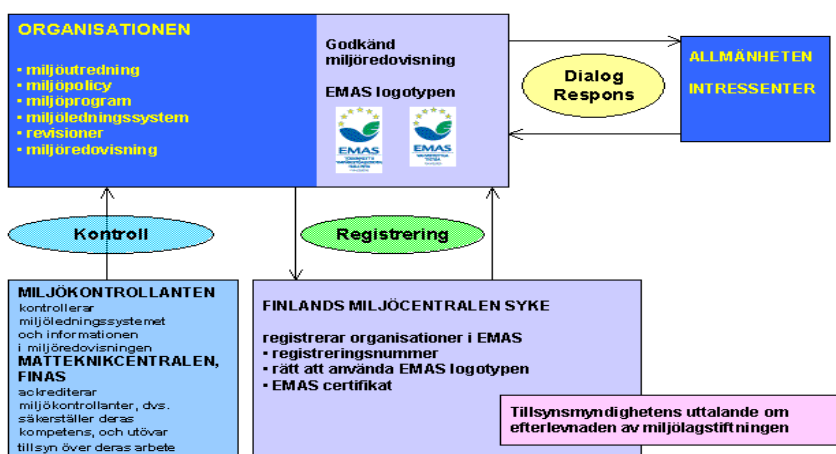 ORGANISATIONEN
▪ miljöutredning
▪ miljöpolicy
▪ miljöprogram
▪ miljöledningssystem
▪ revisioner
▪ miljöredovisning
Godkänd
miljöredovisning
EMAS logotypen
EMAS
EMAS
Dialog
Respons
ALLMÄNHETEN
INTRESSENTER
Kontroll
Registrering
MILJÖKONTROLLANTEN
kontrollerar
miljöledningssystemet
och informationen
i miljöredovisningen
MÄTTEKNIKCENTRALEN,
FINAS
ackrediterar
miljökontrollanter, dvs.
säkerställer deras
kompetens, och utövar
tillsyn över deras arbete
FINLANDS MILJÖCENTRALEN SYKE
registrerar organisationer i EMAS
▪ registreringsnummer
▪ rätt att använda EMAS logotypen
▪ EMAS certifikat
Tillsynsmyndighetens uttalande om
efterlevnaden av miljölagstiftningen